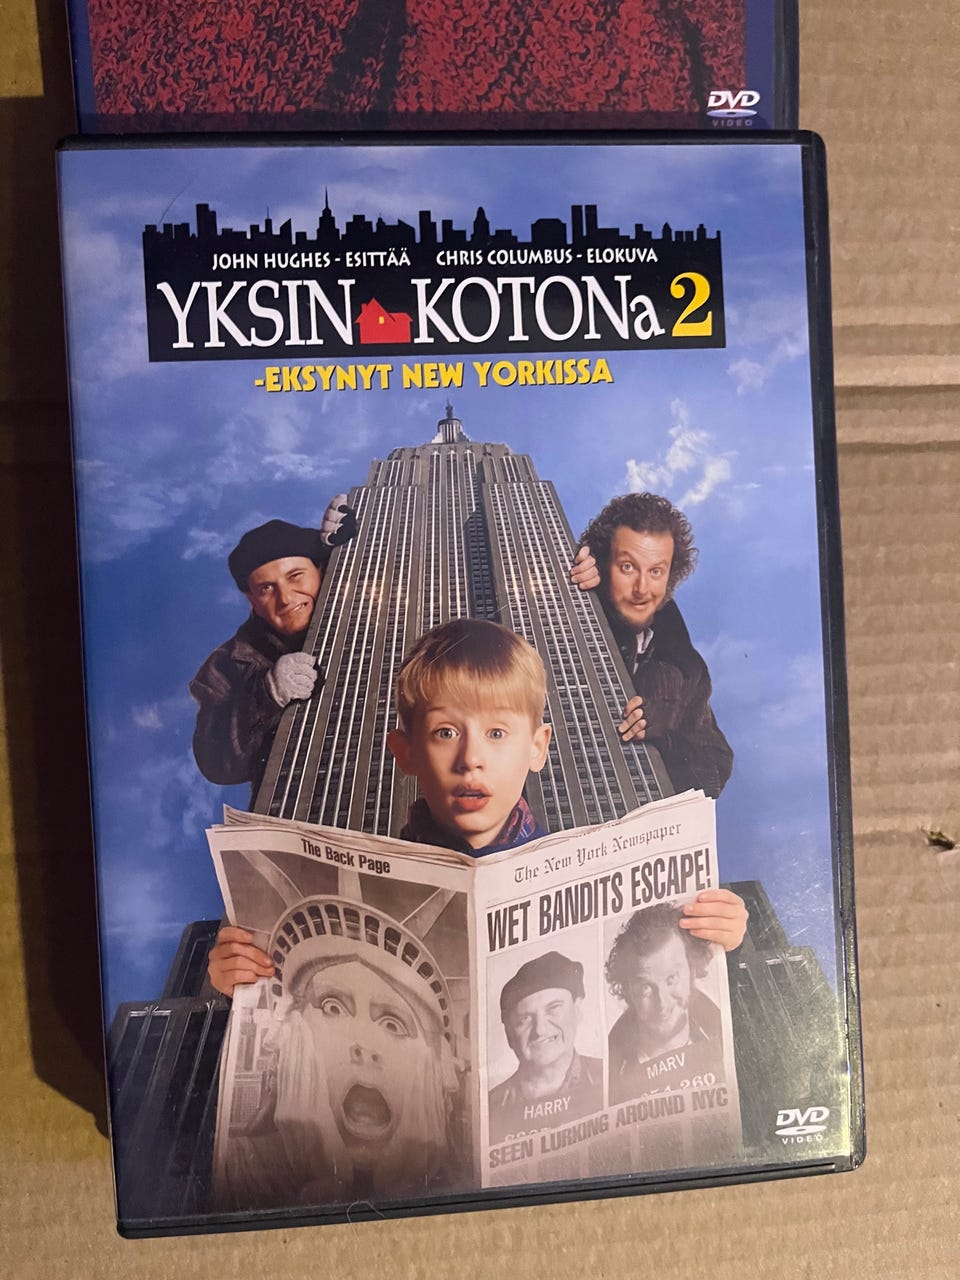 DVD
VIDEO
JOHN HUGHES - ESITTÄÄ CHRIS COLUMBUS - ELOKUVA
YKSIN KOTONa 2
-EKSYNYT NEW YORKISSA
The Back Page
The New York Newspaper
WET BANDITS ESCAPE!
HARRY
MARV
SEEN LURKING AROUND NYC
DVD
VIDEO